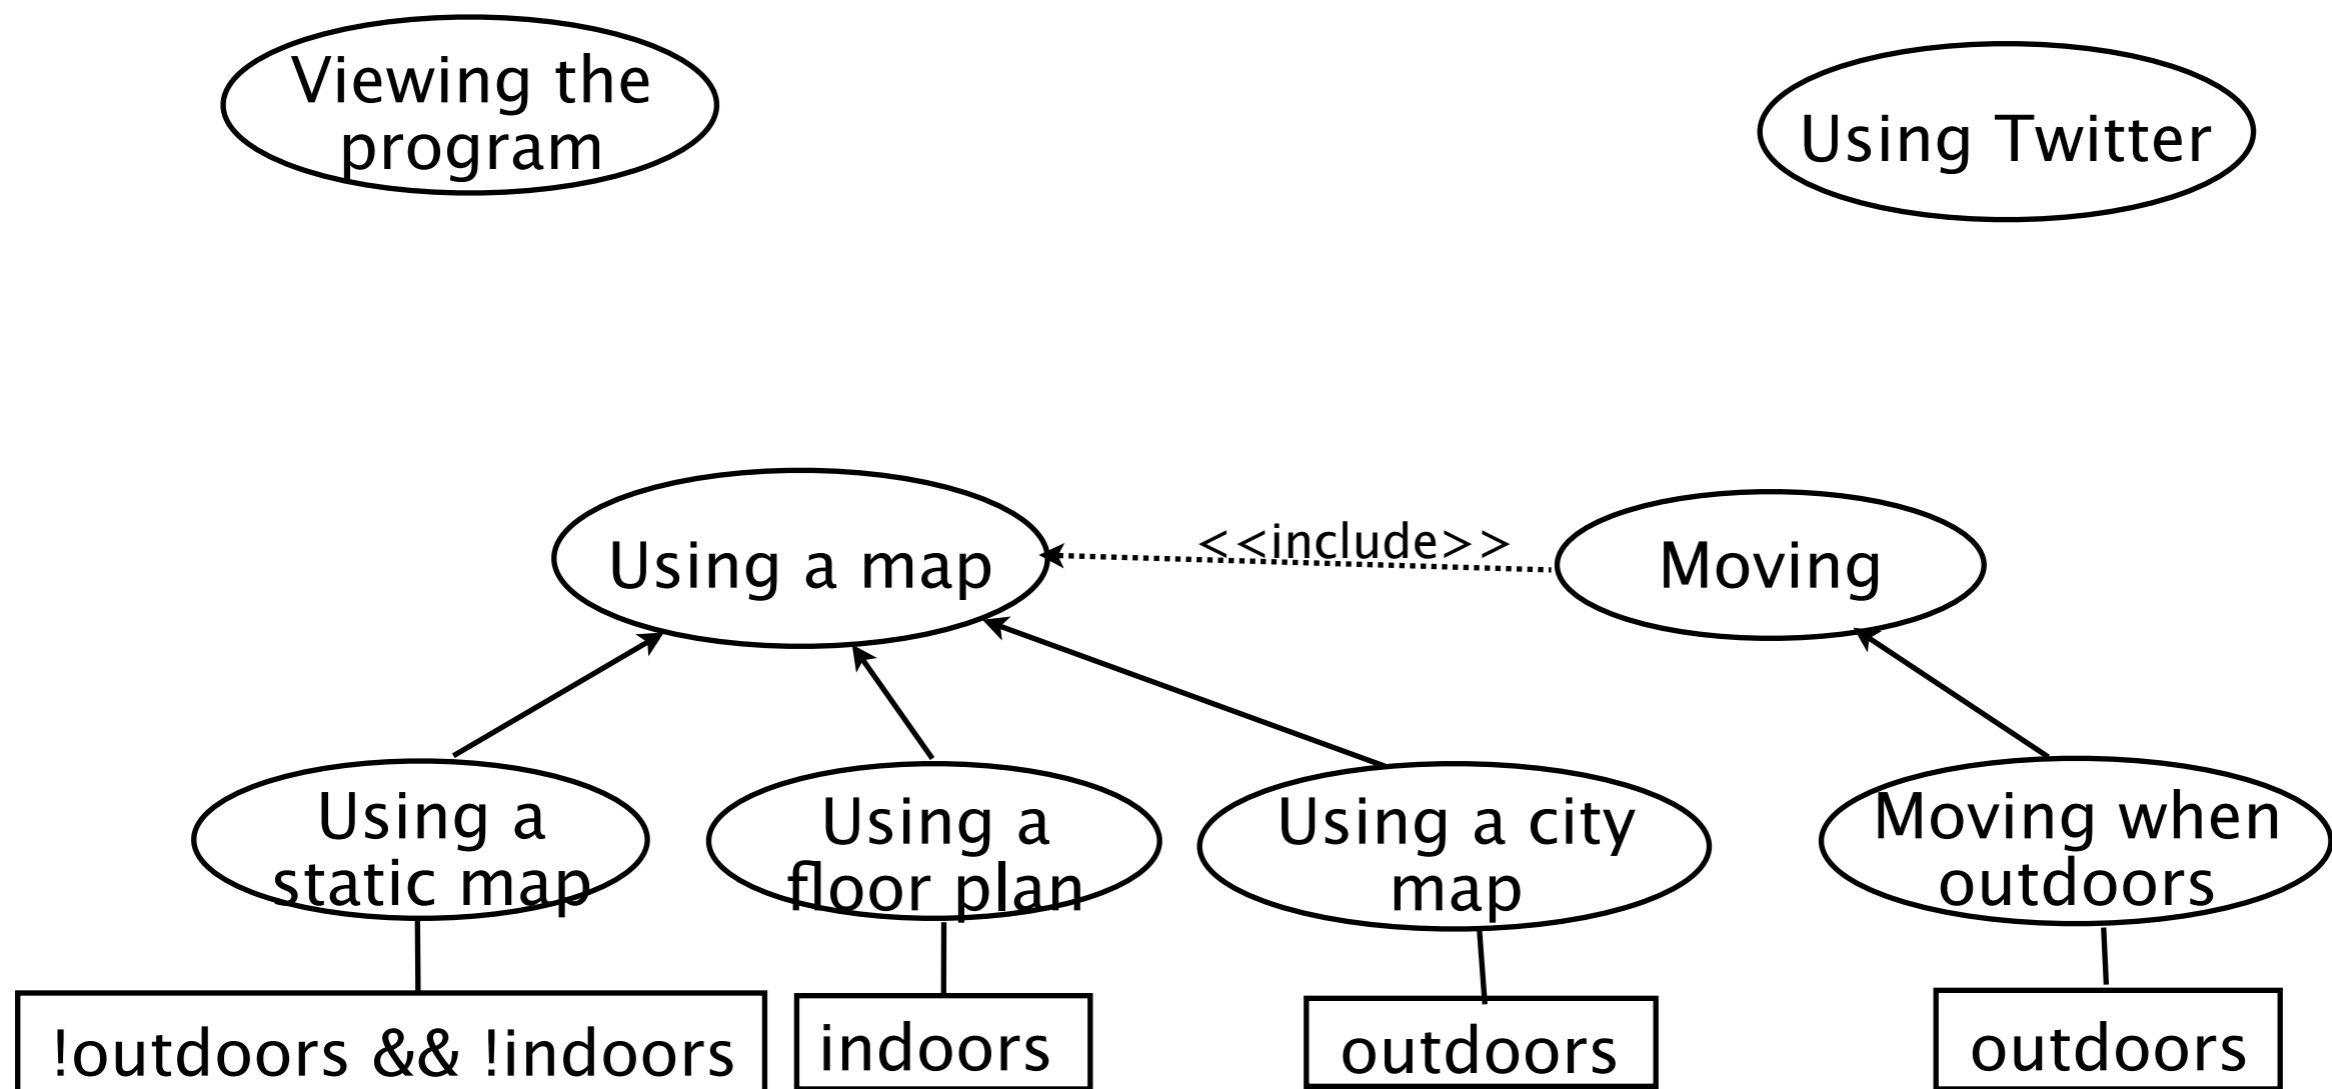 Viewing the
program
Using Twitter
Using a map
<<include>>
Moving
Using a
static map
Using a
floor plan
Using a city
map
Moving when
outdoors
!outdoors && !indoors
indoors
outdoors
outdoors